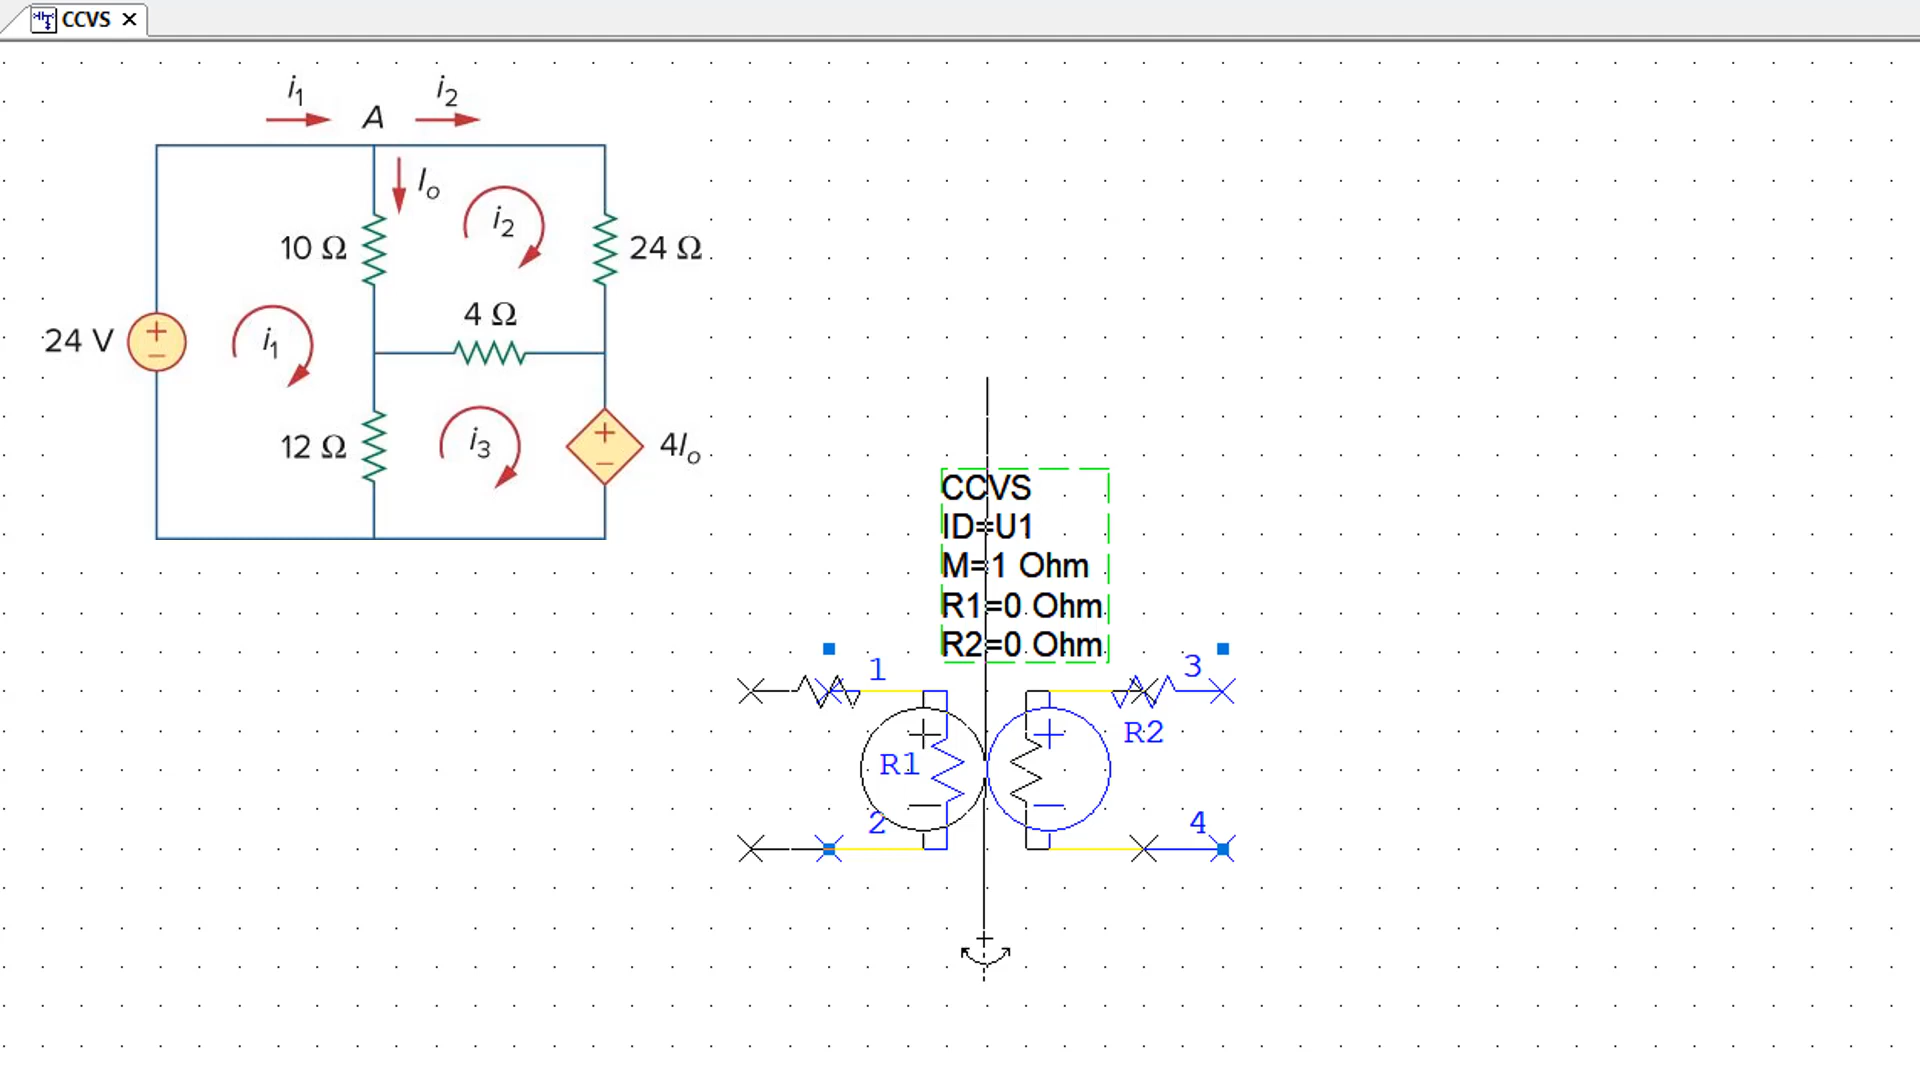 CCVS
i1
i2
A
Io
i2
10 Ω
24 Ω
4 Ω
24 V
i1
12 Ω
i3
4Io
CCVS
ID=U1
M=1 Ohm
R1=0 Ohm
R2=0 Ohm
1
3
R2
R1
2
4